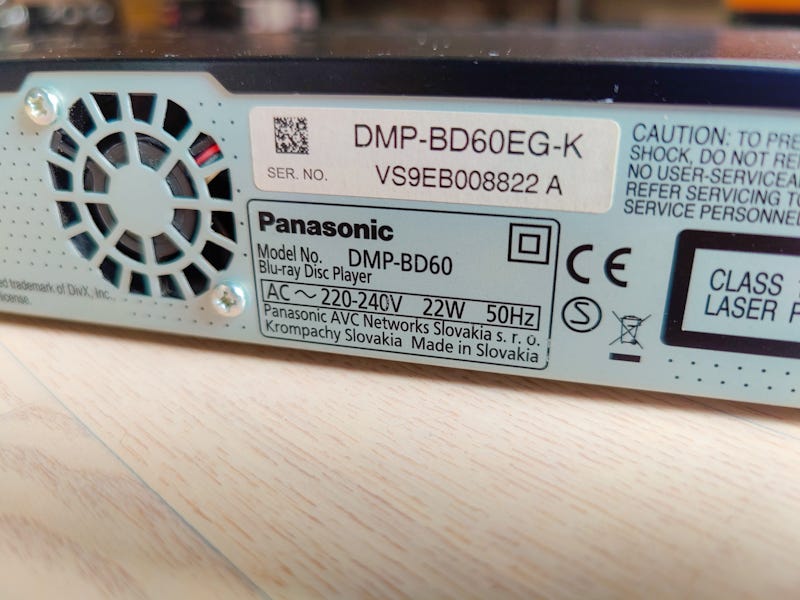 DMP-BD60EG-K
SER. NO. VS9EB008822 A
Panasonic
Model No. DMP-BD60
Blu-ray Disc Player
AC ~ 220-240V 22W 50Hz
Panasonic AVC Networks Slovakia s. r. o.
Krompachy Slovakia Made in Slovakia
CE
S
CAUTION: TO PRE
SHOCK, DO NOT RE
NO USER-SERVICEA
REFER SERVICING TO
SERVICE PERSONNE
CLASS
LASER P
ed trademark of DivX, Inc.,
license.